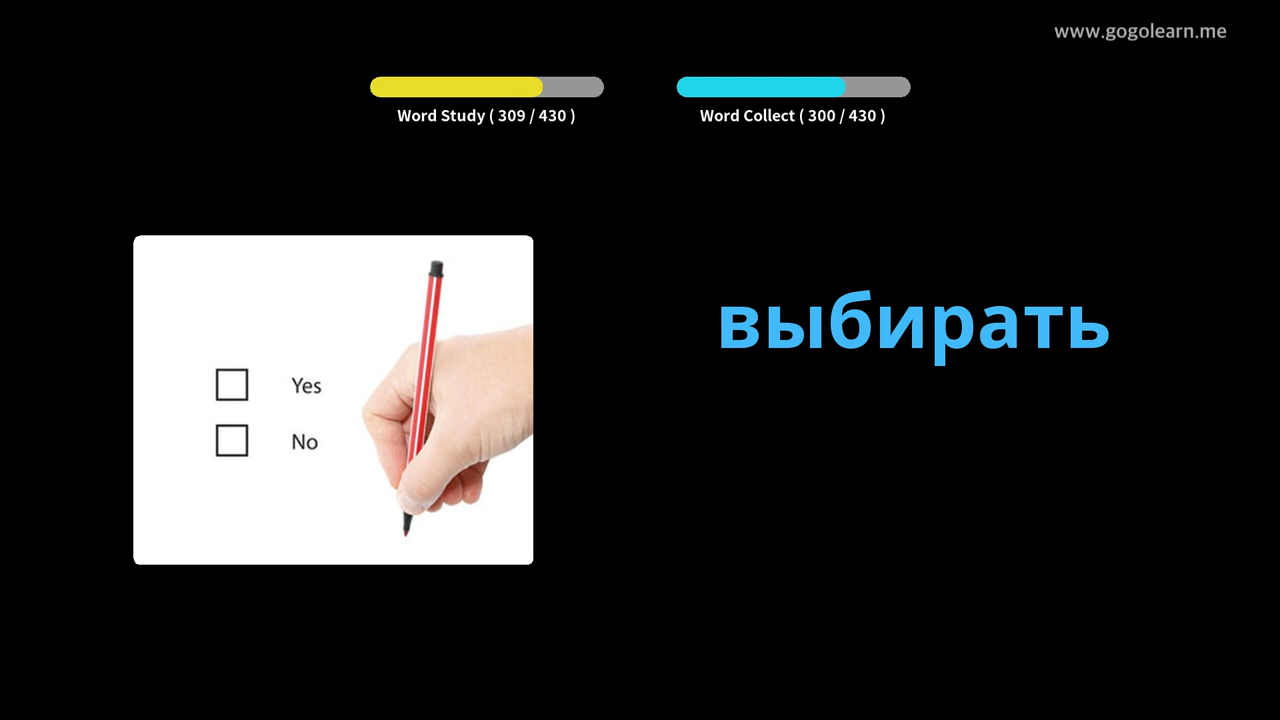 www.gogolearn.me
Word Study ( 309 / 430 )
Word Collect ( 300 / 430 )
Yes
No
выбирать